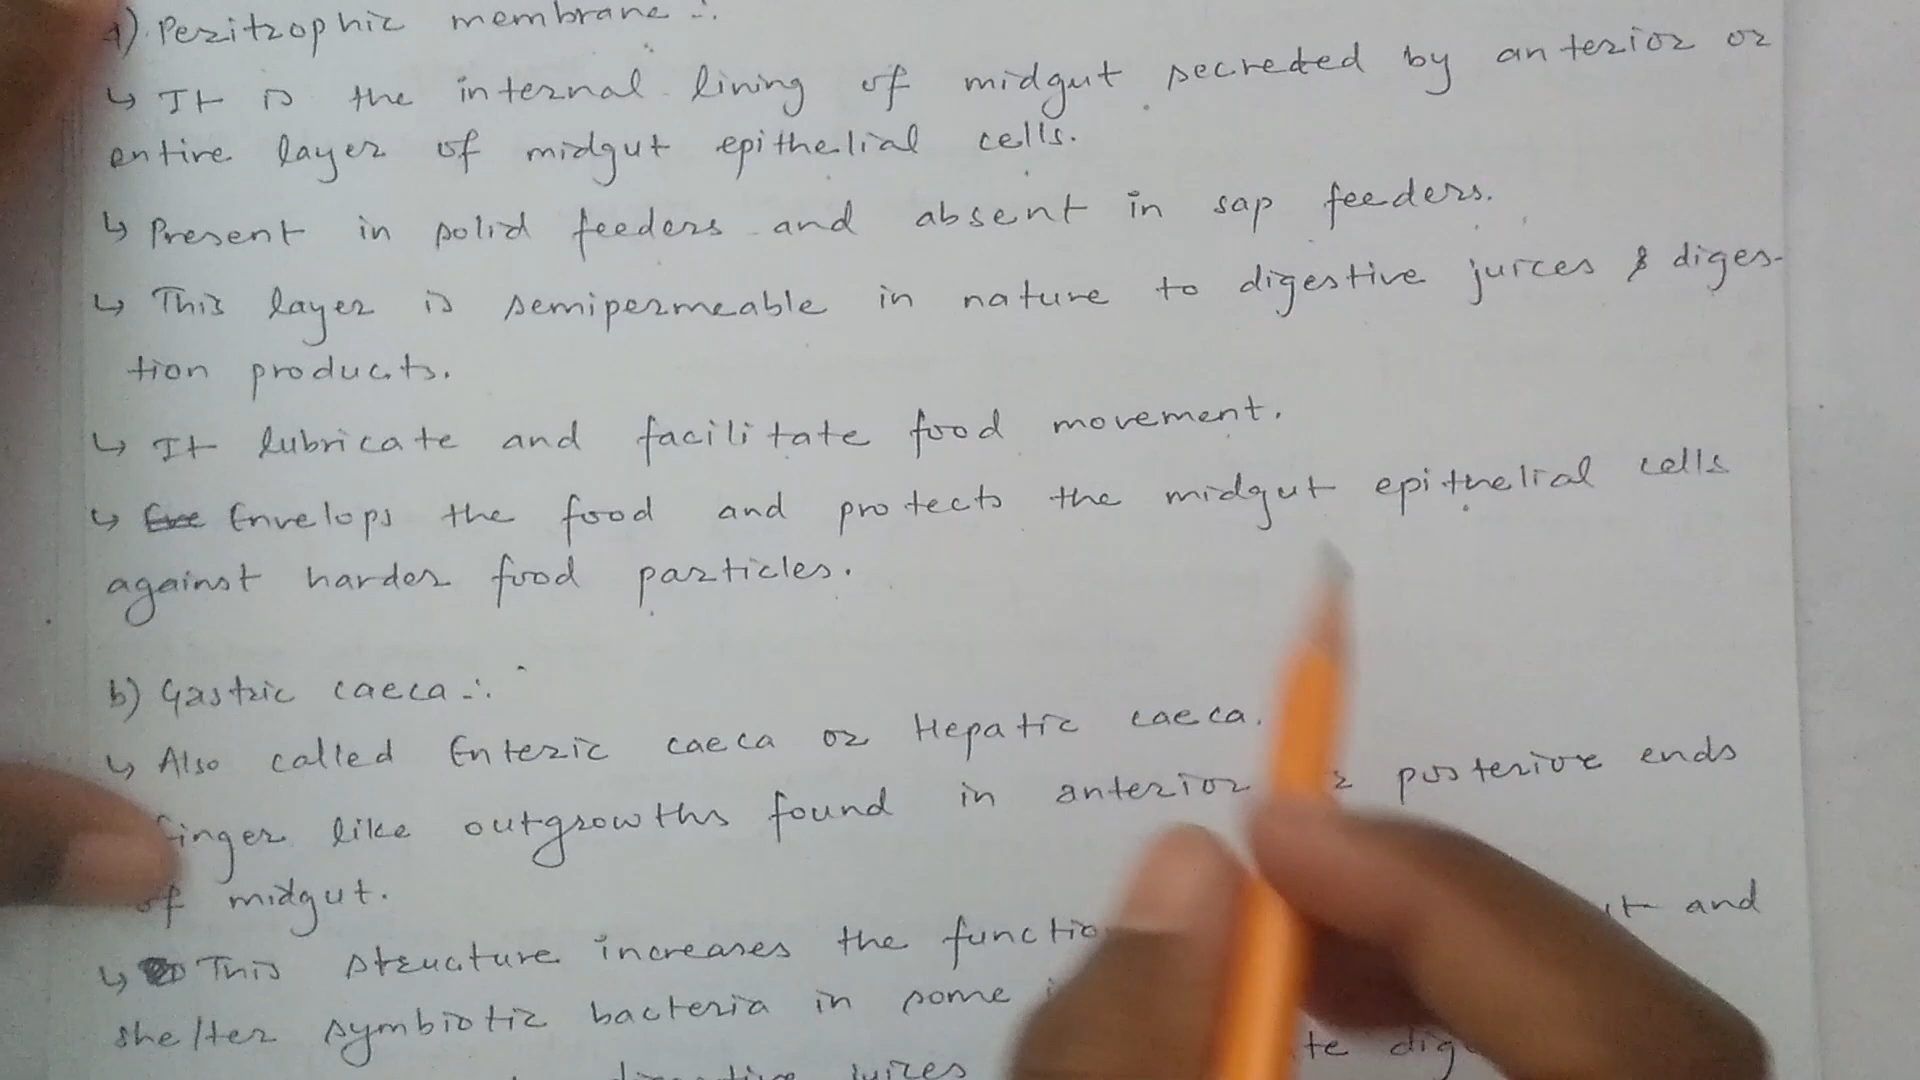 a) Peritrophic membrane :-
↳ It is the internal lining of midgut secreted by anterior or
entire layer of midgut epithelial cells.
↳ Present in solid feeders and absent in sap feeders.
↳ This layer is semipermeable in nature to digestive juices & diges-
tion products.
↳ It lubricate and facilitate food movement.
↳ Envelops the food and protects the midgut epithelial cells
against harder food particles.
b) Gastric caeca :-
↳ Also called Enteric caeca or Hepatic caeca.
finger like outgrowths found in anterior posterior ends
of midgut.
↳ This structure increases the and
shelter symbiotic bacteria in some
juices